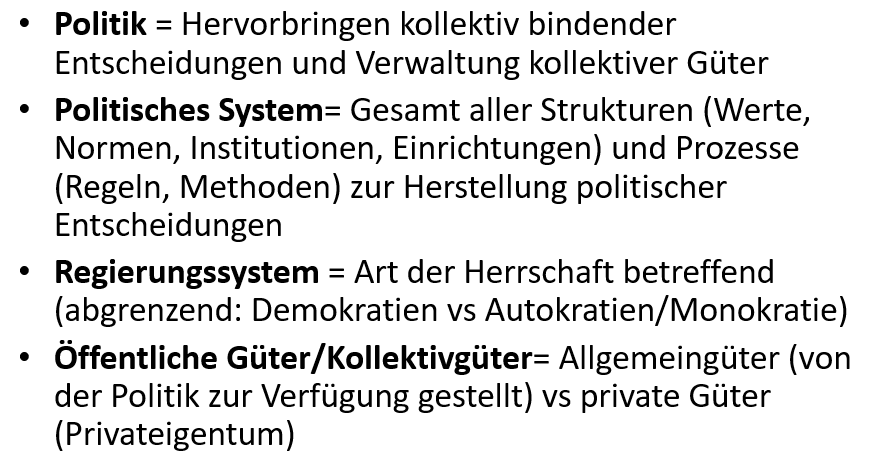 • Politik = Hervorbringen kollektiv bindender
Entscheidungen und Verwaltung kollektiver Güter
• Politisches System= Gesamt aller Strukturen (Werte,
Normen, Institutionen, Einrichtungen) und Prozesse
(Regeln, Methoden) zur Herstellung politischer
Entscheidungen
• Regierungssystem = Art der Herrschaft betreffend
(abgrenzend: Demokratien vs Autokratien/Monokratie)
• Öffentliche Güter/Kollektivgüter= Allgemeingüter (von
der Politik zur Verfügung gestellt) vs private Güter
(Privateigentum)